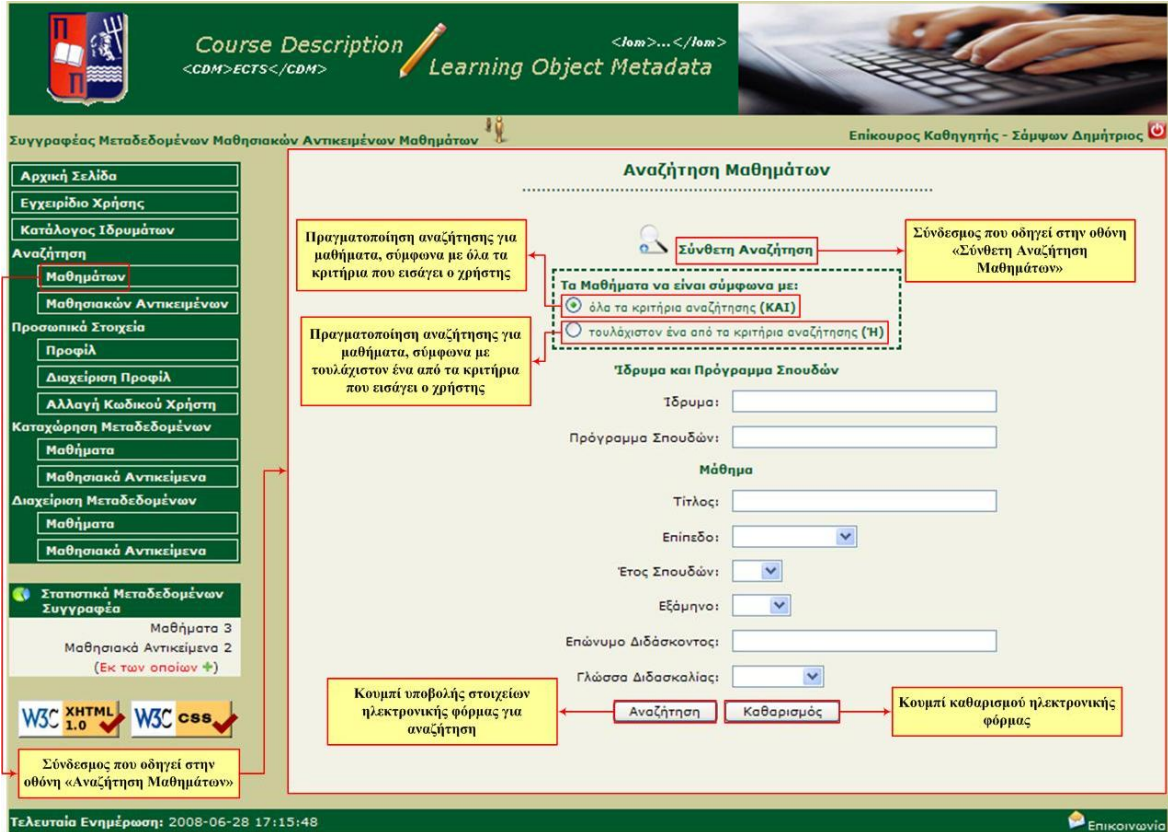 Course Description
<CDM>ECTS</CDM>
<lom>...</lom>
Learning Object Metadata
Συγγραφέας Μεταδεδομένων Μαθησιακών Αντικειμένων Μαθημάτων
Επίκουρος Καθηγητής - Σάμψων Δημήτριος
Αρχική Σελίδα
Εγχειρίδιο Χρήσης
Κατάλογος Ιδρυμάτων
Αναζήτηση
Μαθημάτων
Μαθησιακών Αντικειμένων
Προσωπικά Στοιχεία
Προφίλ
Διαχείριση Προφίλ
Αλλαγή Κωδικού Χρήστη
Καταχώρηση Μεταδεδομένων
Μαθήματα
Μαθησιακά Αντικείμενα
Διαχείριση Μεταδεδομένων
Μαθήματα
Μαθησιακά Αντικείμενα
Στατιστικά Μεταδεδομένων
Συγγραφέα
Μαθήματα 3
Μαθησιακά Αντικείμενα 2
(Εκ των οποίων +)
W3C XHTML 1.0
W3C css
Σύνδεσμος που οδηγεί στην
οθόνη «Αναζήτηση Μαθημάτων»
Αναζήτηση Μαθημάτων
Πραγματοποίηση αναζήτησης για
μαθήματα, σύμφωνα με όλα τα
κριτήρια που εισάγει ο χρήστης
Σύνθετη Αναζήτηση
Σύνδεσμος που οδηγεί στην οθόνη
«Σύνθετη Αναζήτηση
Μαθημάτων»
Τα Μαθήματα να είναι σύμφωνα με:
όλα τα κριτήρια αναζήτησης (ΚΑΙ)
τουλάχιστον ένα από τα κριτήρια αναζήτησης (Ή)
Πραγματοποίηση αναζήτησης για
μαθήματα, σύμφωνα με
τουλάχιστον ένα από τα κριτήρια
που εισάγει ο χρήστης
Ίδρυμα και Πρόγραμμα Σπουδών
Ίδρυμα:
Πρόγραμμα Σπουδών:
Μάθημα
Τίτλος:
Επίπεδο:
Έτος Σπουδών:
Εξάμηνο:
Επώνυμο Διδάσκοντος:
Γλώσσα Διδασκαλίας:
Κουμπί υποβολής στοιχείων
ηλεκτρονικής φόρμας για
αναζήτηση
Αναζήτηση
Καθαρισμός
Κουμπί καθαρισμού ηλεκτρονικής
φόρμας
Τελευταία Ενημέρωση: 2008-06-28 17:15:48
Επικοινωνία